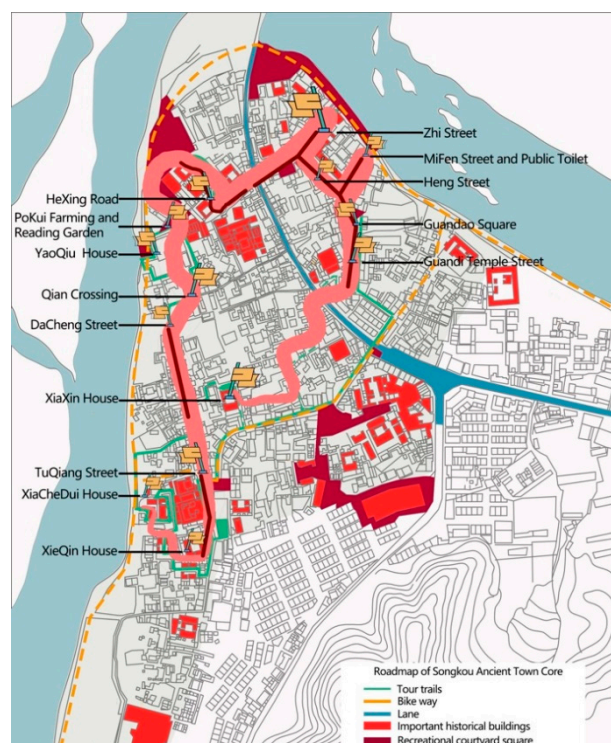 Zhi Street
MiFen Street and Public Toilet
Heng Street
HeXing Road
PoKui Farming and
Reading Garden
Guandao Square
YaoQiu House
Guandi Temple Street
Qian Crossing
DaCheng Street
XiaXin House
TuQiang Street
XiaCheDui House
XieQin House
Roadmap of Songkou Ancient Town Core
Tour trails
Bike way
Lane
Important historical buildings
Recreational courtyard square